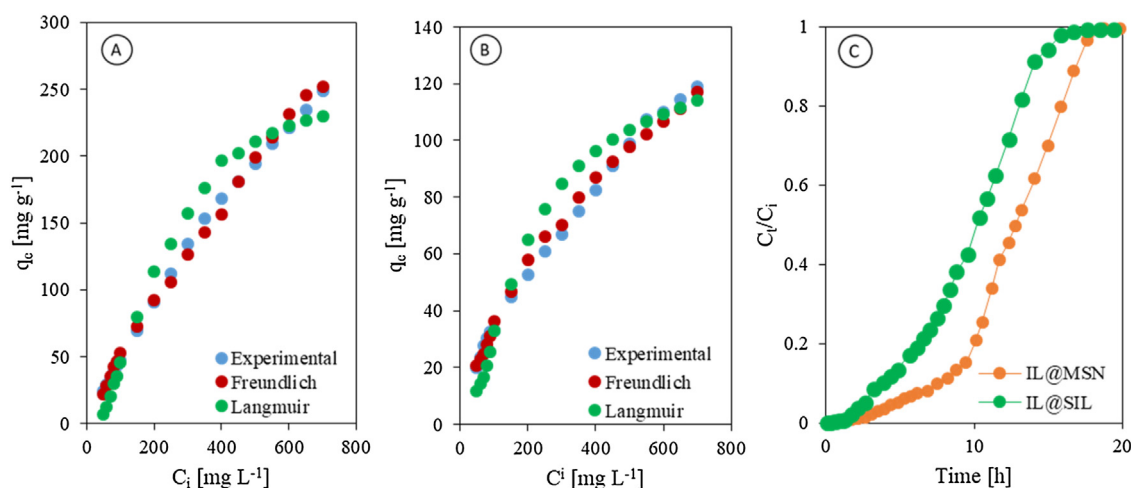 A
300
250
200
150
100
50
0
q_c [mg g⁻¹]
0 200 400 600 800
C_i [mg L⁻¹]
Experimental
Freundlich
Langmuir
B
140
120
100
80
60
40
20
0
q_c [mg g⁻¹]
0 200 400 600 800
Cⁱ [mg L⁻¹]
Experimental
Freundlich
Langmuir
C
1
0.8
0.6
0.4
0.2
0
C_t/C_i
0 10 20
Time [h]
IL@MSN
IL@SIL